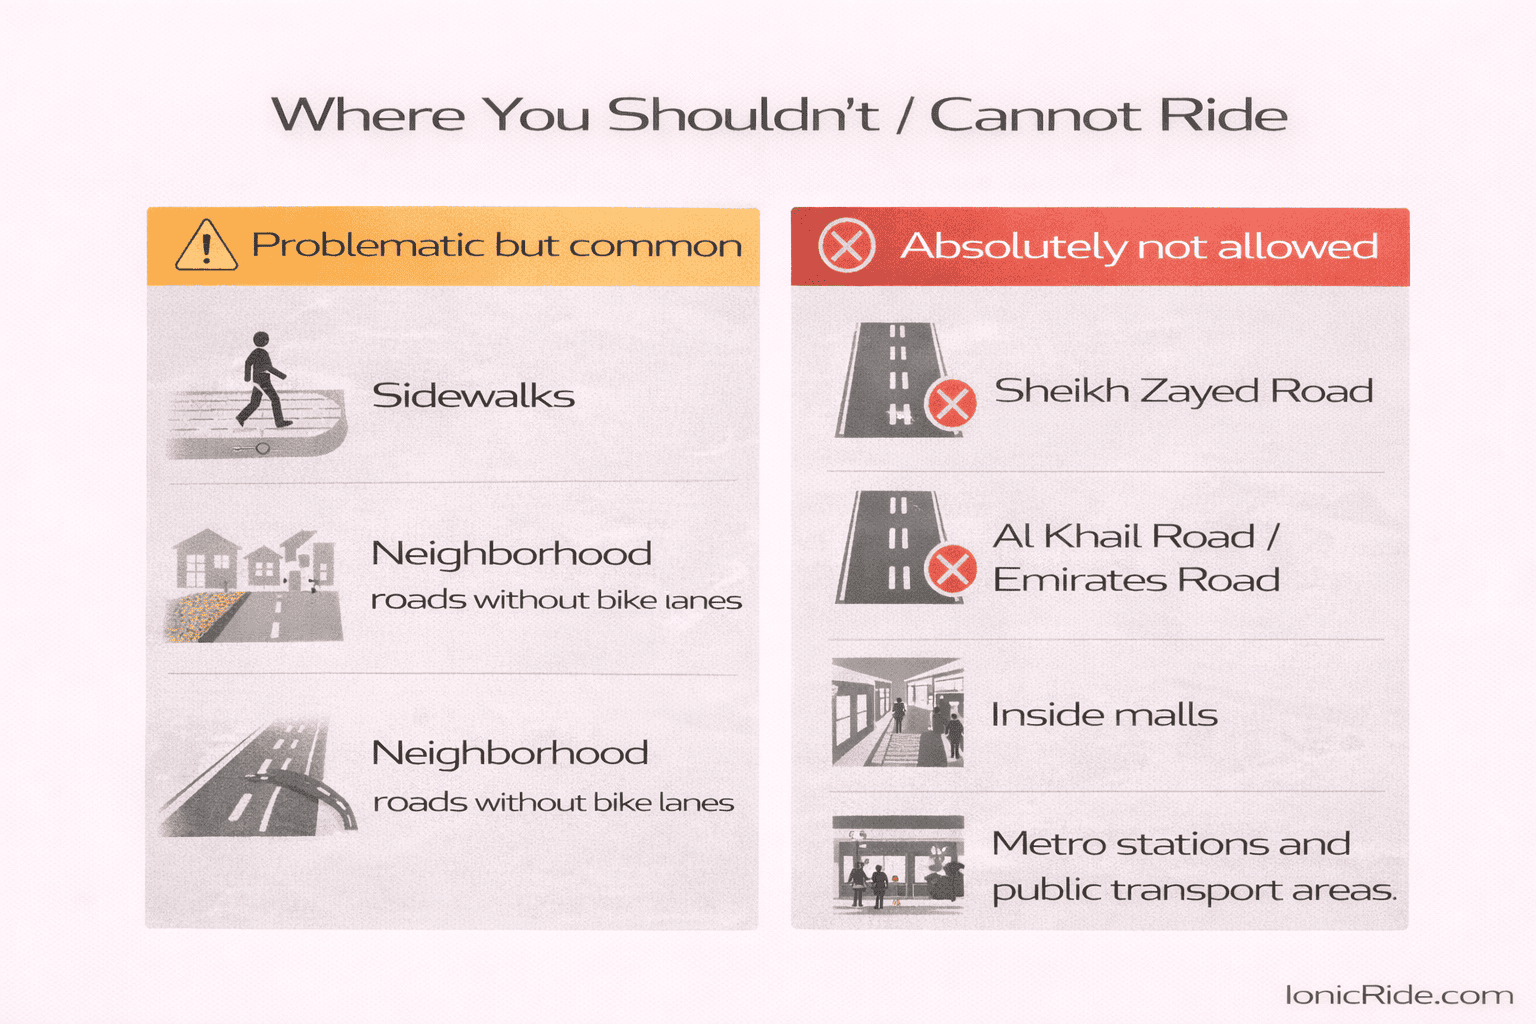 Where You Shouldn't / Cannot Ride
Problematic but common
Sidewalks
Neighborhood
roads without bike lanes
Neighborhood
roads without bike lanes
Absolutely not allowed
Sheikh Zayed Road
Al Khail Road /
Emirates Road
Inside malls
Metro stations and
public transport areas.
IonicRide.com